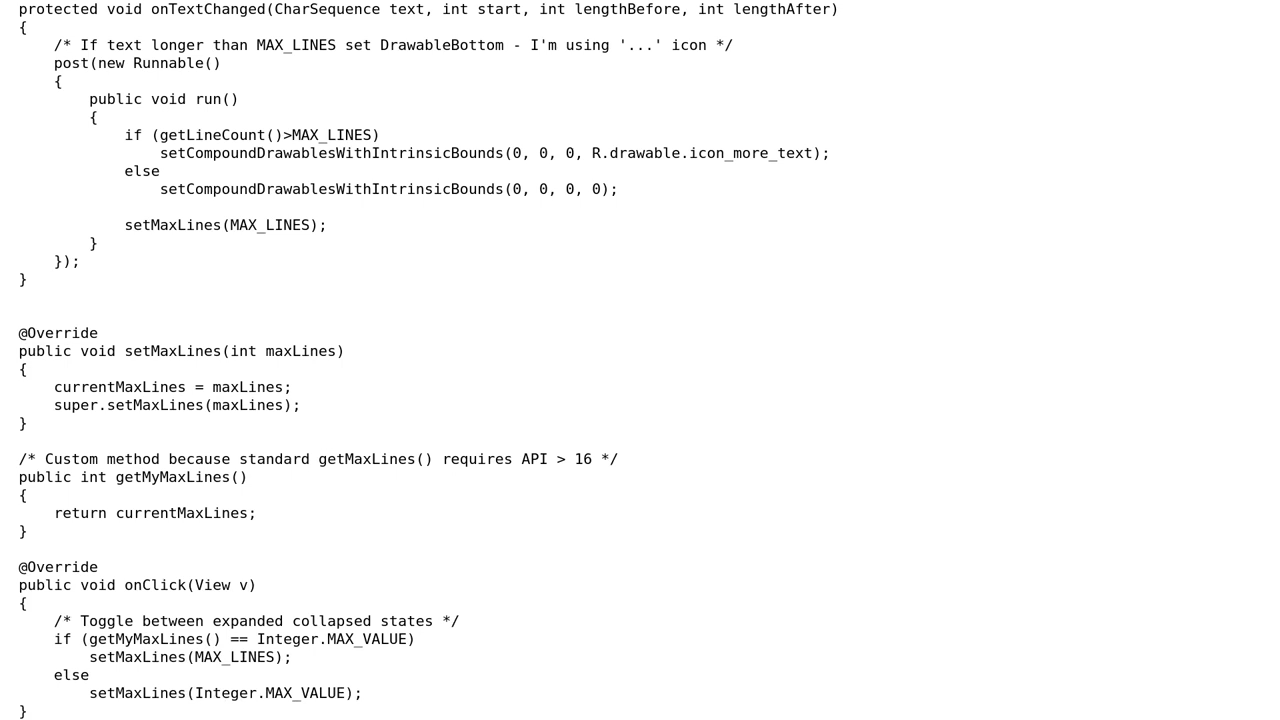 protected void onTextChanged(CharSequence text, int start, int lengthBefore, int lengthAfter)
{
    /* If text longer than MAX_LINES set DrawableBottom - I'm using '...' icon */
    post(new Runnable()
    {
        public void run()
        {
            if (getLineCount()>MAX_LINES)
                setCompoundDrawablesWithIntrinsicBounds(0, 0, 0, R.drawable.icon_more_text);
            else
                setCompoundDrawablesWithIntrinsicBounds(0, 0, 0, 0);

            setMaxLines(MAX_LINES);
        }
    });
}


@Override
public void setMaxLines(int maxLines)
{
    currentMaxLines = maxLines;
    super.setMaxLines(maxLines);
}

/* Custom method because standard getMaxLines() requires API > 16 */
public int getMyMaxLines()
{
    return currentMaxLines;
}

@Override
public void onClick(View v)
{
    /* Toggle between expanded collapsed states */
    if (getMyMaxLines() == Integer.MAX_VALUE)
        setMaxLines(MAX_LINES);
    else
        setMaxLines(Integer.MAX_VALUE);
}